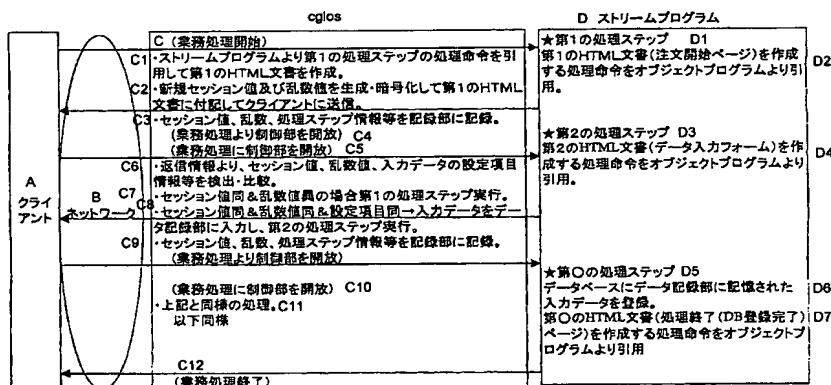 cglos
D ストリームプログラム
C (業務処理開始)
C1 ・ストリームプログラムより第1の処理ステップの処理命令を引
用して第1のHTML文書を作成。
C2 ・新規セッション値及び乱数値を生成・暗号化して第1のHTML
文書に付記してクライアントに送信。
C3 ・セッション値、乱数、処理ステップ情報等を記録部に記録。
(業務処理より制御部を開放) C4
(業務処理に制御部を開放) C5
C6 ・返信情報より、セッション値、乱数値、入力データの設定項目
情報等を検出・比較。
C7 ・セッション値同&乱数値異の場合第1の処理ステップ実行。
C8 ・セッション値同&乱数値同&設定項目同→入力データをデー
タ記録部に入力し、第2の処理ステップ実行。
C9 ・セッション値、乱数、処理ステップ情報等を記録部に記録。
(業務処理より制御部を開放)
(業務処理に制御部を開放) C10
・上記と同様の処理。C11
以下同様
C12
(業務処理終了)
A
クライ
アント
B
ネットワーク
★第1の処理ステップ D1
第1のHTML文書(注文開始ページ)を作成
する処理命令をオブジェクトプログラムより引
用。
D2
★第2の処理ステップ D3
第2のHTML文書(データ入力フォーム)を作
成する処理命令をオブジェクトプログラムより
引用。
D4
★第〇の処理ステップ D5
データベースにデータ記録部に記憶された
入力データを登録。
D6
第〇のHTML文書(処理終了(DB登録完了)
ページ)を作成する処理命令をオブジェクトプ
ログラムより引用
D7